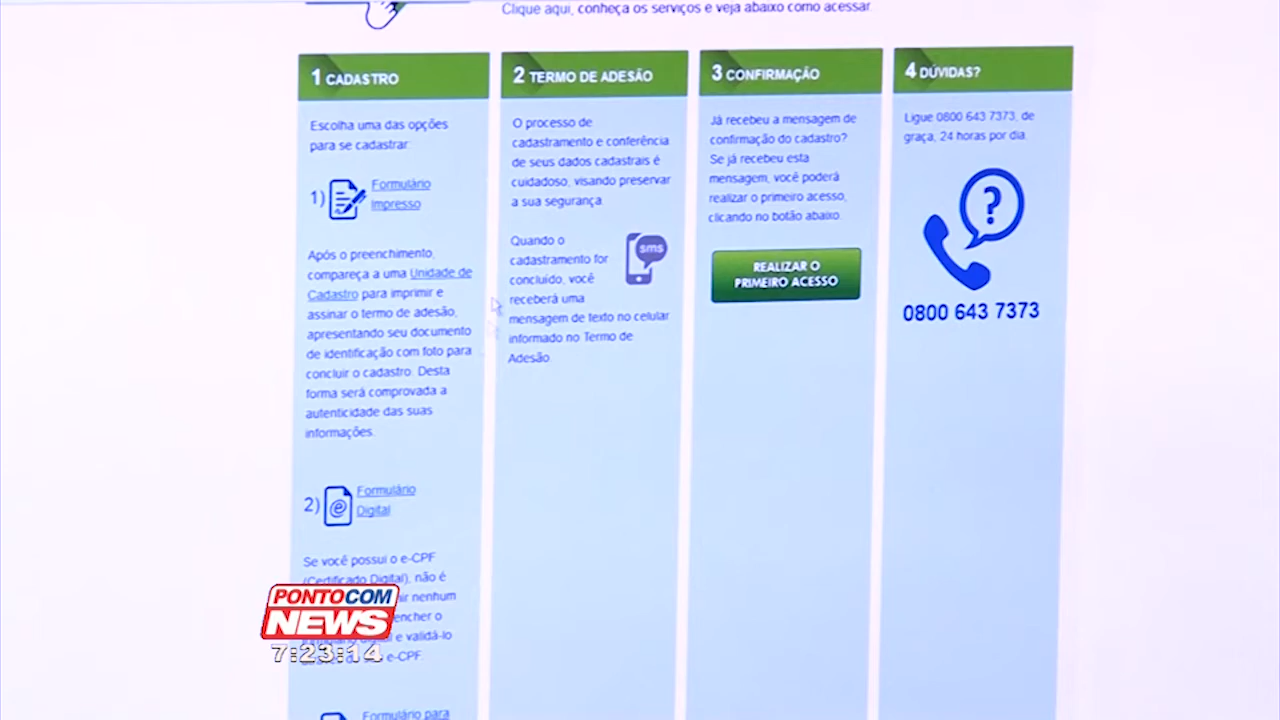 Clique aqui, conheça os serviços e veja abaixo como acessar.
1 CADASTRO
Escolha uma das opções
para se cadastrar:
1) Formulário
Impresso
Após o preenchimento,
compareça a uma Unidade de
Cadastro para imprimir e
assinar o termo de adesão,
apresentando seu documento
de identificação com foto para
concluir o cadastro. Desta
forma será comprovada a
autenticidade das suas
informações.
2) Formulário
Digital
Se você possui o e-CPF
(Certificado Digital), não é
nenhum
o
e validá-lo
e-CPF.
Formulário para
2 TERMO DE ADESÃO
O processo de
cadastramento e conferência
de seus dados cadastrais é
cuidadoso, visando preservar
a sua segurança.
Quando o
cadastramento for
concluído, você
receberá uma
mensagem de texto no celular
informado no Termo de
Adesão.
sms
3 CONFIRMAÇÃO
Já recebeu a mensagem de
confirmação do cadastro?
Se já recebeu esta
mensagem, você poderá
realizar o primeiro acesso,
clicando no botão abaixo.
REALIZAR O
PRIMEIRO ACESSO
4 DÚVIDAS?
Ligue 0800 643 7373, de
graça, 24 horas por dia.
?
0800 643 7373
PONTOCOM
NEWS
7:23:14